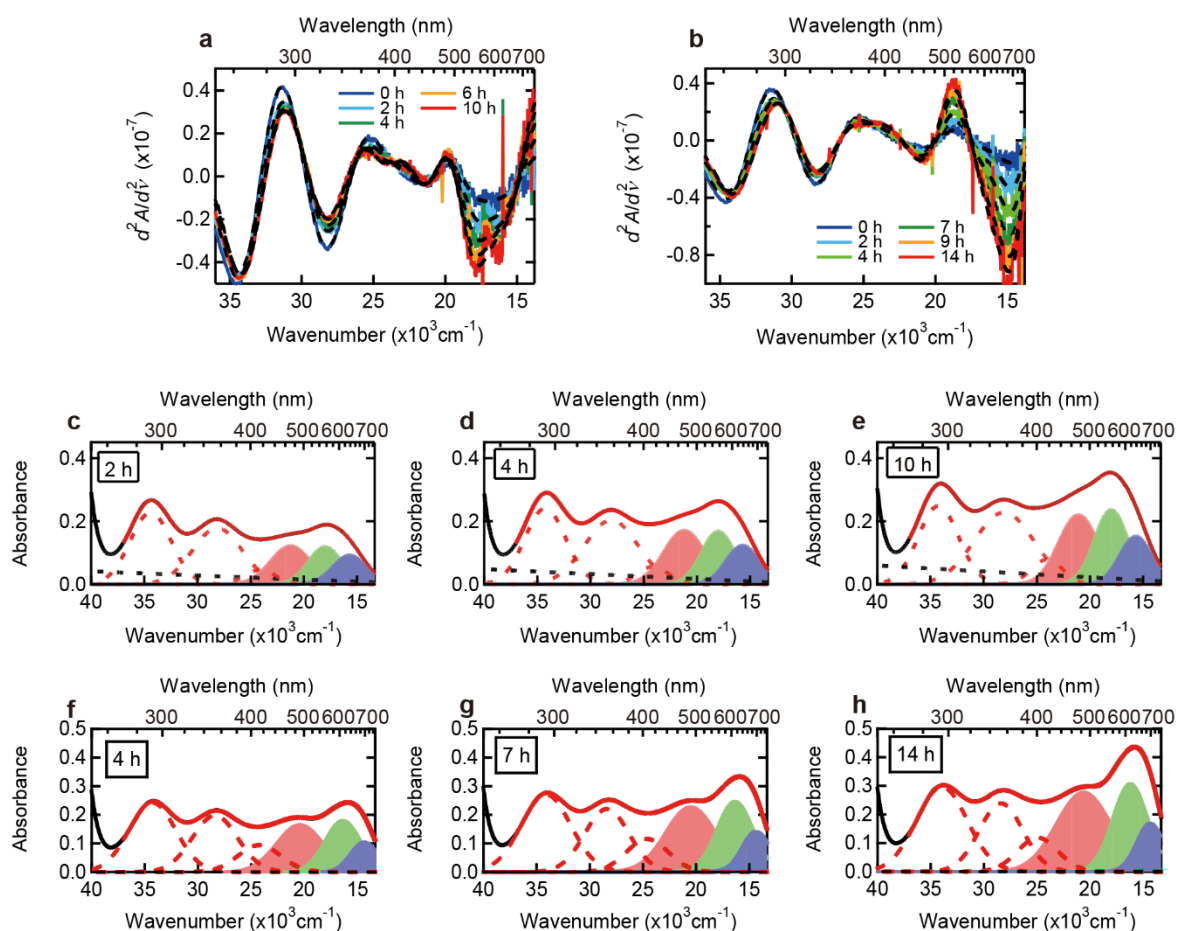 Wavelength (nm)
a
300 400 500 600 700
0.4
0.2
0.0
-0.2
-0.4
d²A/dν̃² (x10⁻⁷)
0 h 6 h
2 h 10 h
4 h
35 30 25 20 15
Wavenumber (x10³cm⁻¹)
Wavelength (nm)
b
300 400 500 600 700
0.4
0.0
-0.4
-0.8
d²A/dν̃² (x10⁻⁷)
0 h 7 h
2 h 9 h
4 h 14 h
35 30 25 20 15
Wavenumber (x10³cm⁻¹)
Wavelength (nm)
c
300 400 500 600 700
2 h
0.4
0.2
0.0
Absorbance
40 35 30 25 20 15
Wavenumber (x10³cm⁻¹)
Wavelength (nm)
d
300 400 500 600 700
4 h
0.4
0.2
0.0
Absorbance
40 35 30 25 20 15
Wavenumber (x10³cm⁻¹)
Wavelength (nm)
e
300 400 500 600 700
10 h
0.4
0.2
0.0
Absorbance
40 35 30 25 20 15
Wavenumber (x10³cm⁻¹)
Wavelength (nm)
f
300 400 500 600 700
4 h
0.5
0.4
0.3
0.2
0.1
0.0
Absorbance
40 35 30 25 20 15
Wavenumber (x10³cm⁻¹)
Wavelength (nm)
g
300 400 500 600 700
7 h
0.5
0.4
0.3
0.2
0.1
0.0
Absorbance
40 35 30 25 20 15
Wavenumber (x10³cm⁻¹)
Wavelength (nm)
h
300 400 500 600 700
14 h
0.5
0.4
0.3
0.2
0.1
0.0
Absorbance
40 35 30 25 20 15
Wavenumber (x10³cm⁻¹)